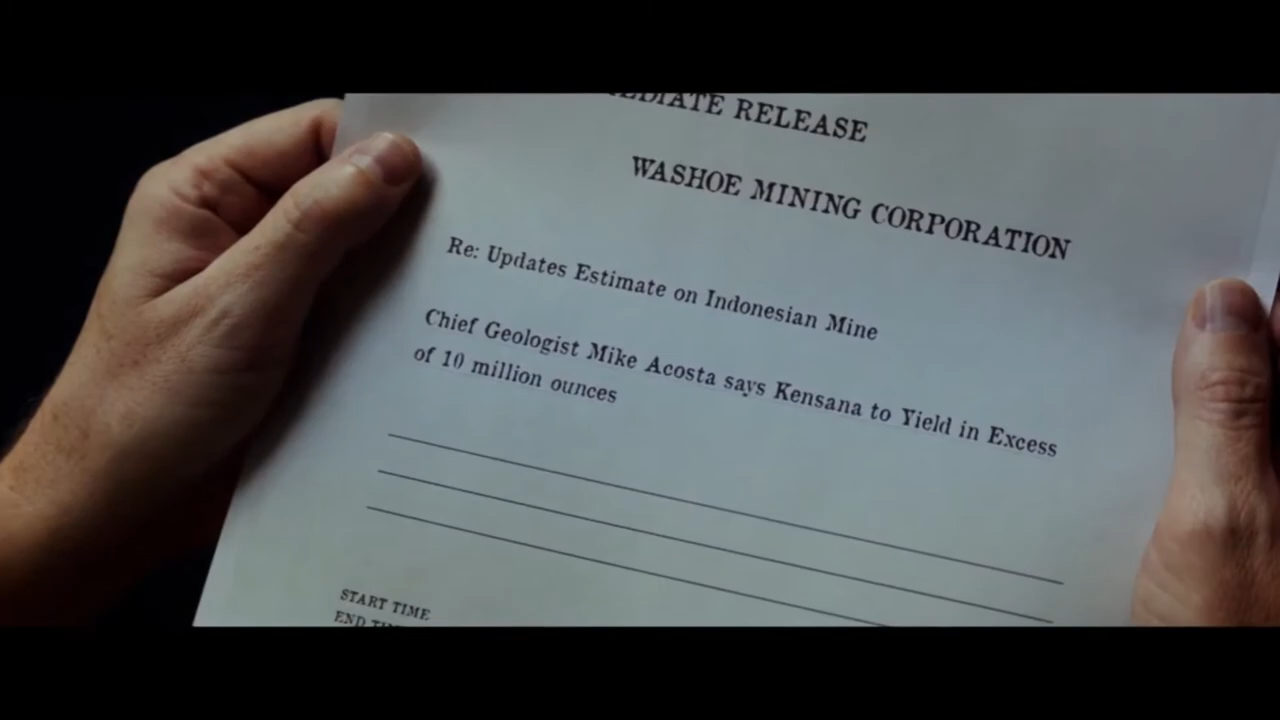 RELEASE
WASHOE MINING CORPORATION
Re: Updates Estimate on Indonesian Mine
Chief Geologist Mike Acosta says Kensana to Yield in Excess
of 10 million ounces
START TIME
END